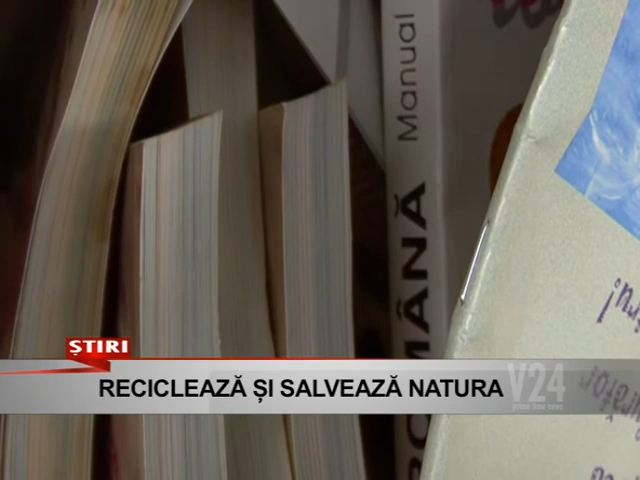 Manual
ROMÂNĂ
ȘTIRI
RECICLEAZĂ ȘI SALVEAZĂ NATURA
V24